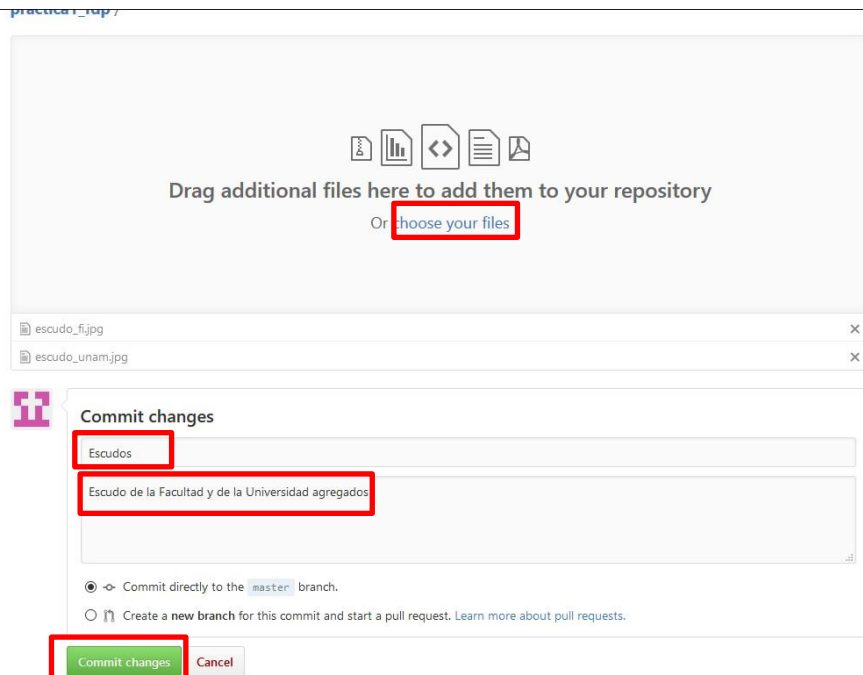 practica1_fdp /
Drag additional files here to add them to your repository
Or choose your files
escudo_fi.jpg
escudo_unam.jpg
Commit changes
Escudos
Escudo de la Facultad y de la Universidad agregados
Commit directly to the master branch.
Create a new branch for this commit and start a pull request. Learn more about pull requests.
Commit changes Cancel